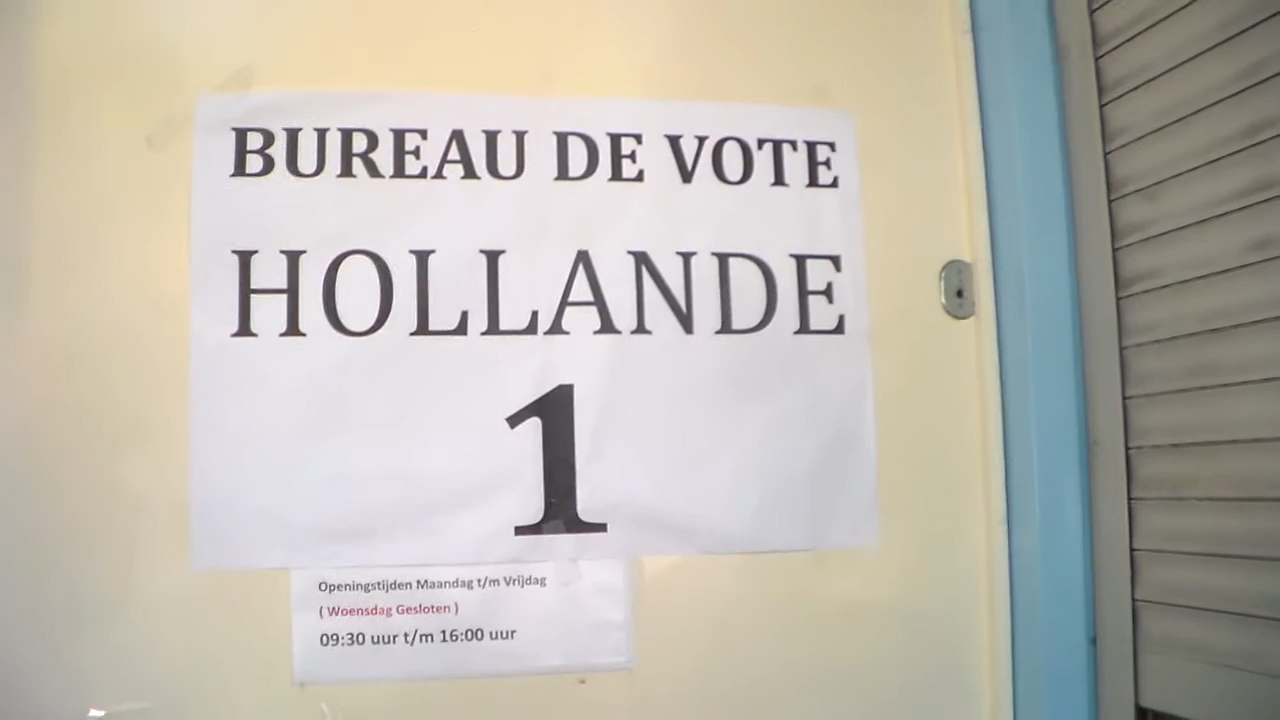 BUREAU DE VOTE
HOLLANDE
1
Openingstijden Maandag t/m Vrijdag
( Woensdag Gesloten )
09:30 uur t/m 16:00 uur